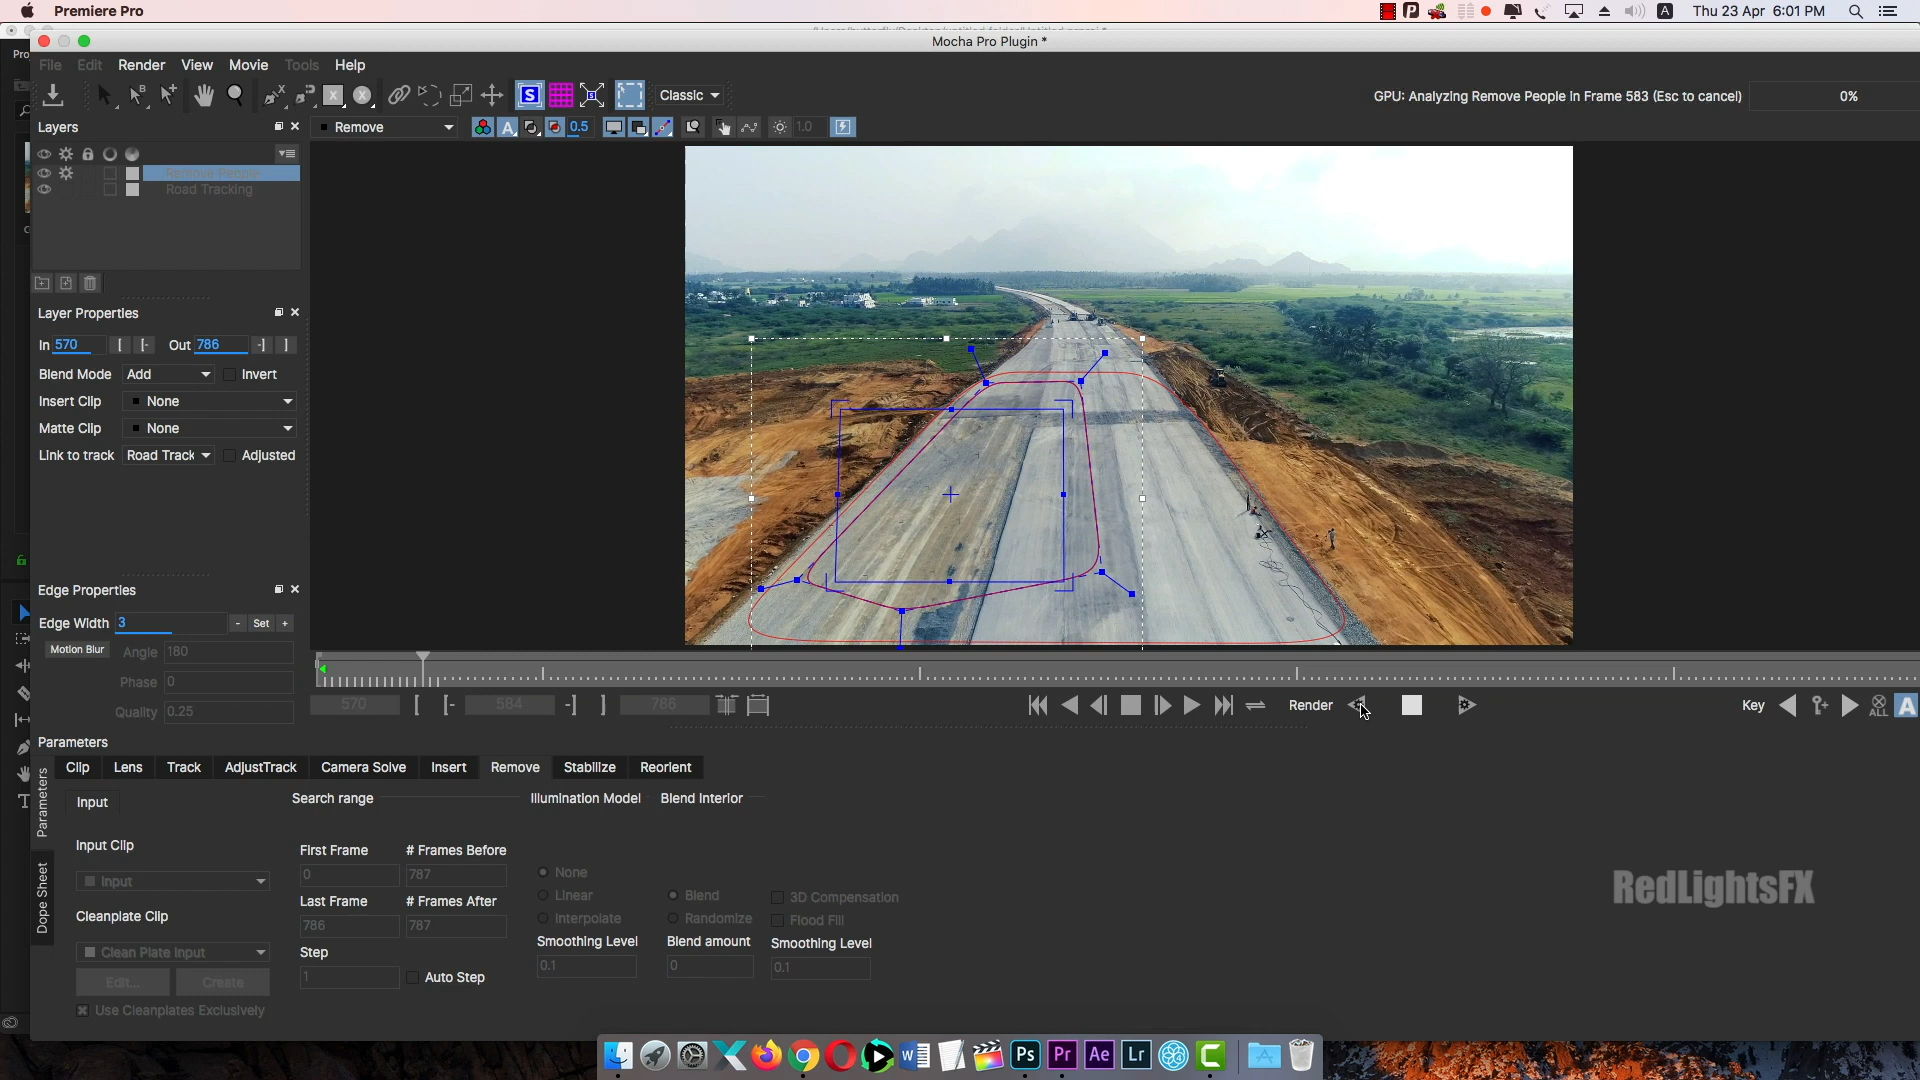 Premiere Pro
Thu 23 Apr 6:01 PM
Mocha Pro Plugin *
File Edit Render View Movie Tools Help
Classic
GPU: Analyzing Remove People in Frame 583 (Esc to cancel) 0%
Layers
Remove
0.5
1.0
Remove People
Road Tracking
Layer Properties
In 570 Out 786
Blend Mode Add Invert
Insert Clip None
Matte Clip None
Link to track Road Track Adjusted
Edge Properties
Edge Width 3 - Set +
Motion Blur Angle 180
Phase 0
Quality 0.25
570 584 786
Render
Key
ALL
Parameters
Clip Lens Track AdjustTrack Camera Solve Insert Remove Stabilize Reorient
Parameters
Dope Sheet
Input
Search range
Illumination Model
Blend Interior
Input Clip
Input
Cleanplate Clip
Clean Plate Input
Edit... Create
Use Cleanplates Exclusively
First Frame # Frames Before
0 787
Last Frame # Frames After
786 787
Step
1 Auto Step
None
Linear
Interpolate
Smoothing Level
0.1
Blend
Randomize
Blend amount
0
3D Compensation
Flood Fill
Smoothing Level
0.1
RedLightsFX
Ps Pr Ae Lr